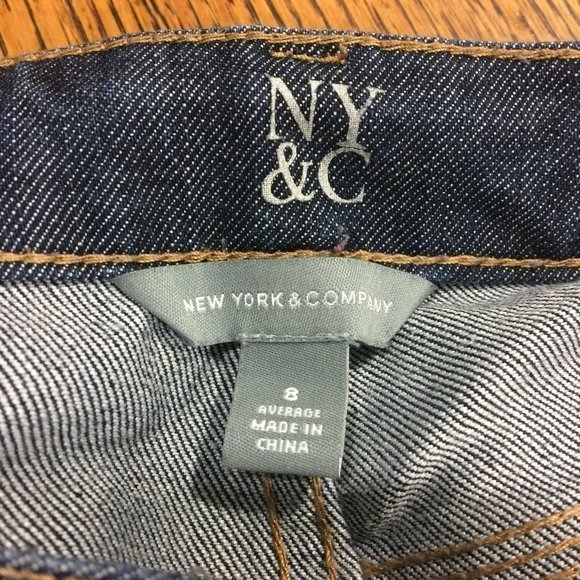 NY
&C
NEW YORK & COMPANY
8
AVERAGE
MADE IN
CHINA